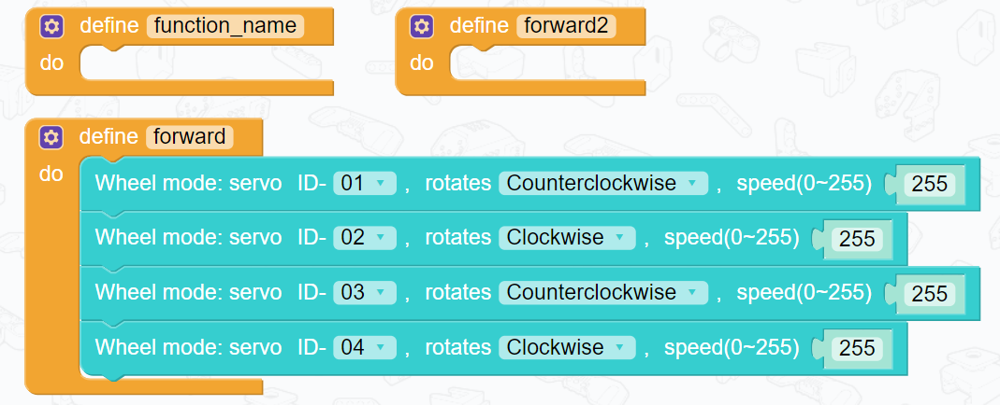 define function_name
do
define forward2
do
define forward
do
Wheel mode: servo ID- 01 , rotates Counterclockwise , speed(0~255) 255
Wheel mode: servo ID- 02 , rotates Clockwise , speed(0~255) 255
Wheel mode: servo ID- 03 , rotates Counterclockwise , speed(0~255) 255
Wheel mode: servo ID- 04 , rotates Clockwise , speed(0~255) 255